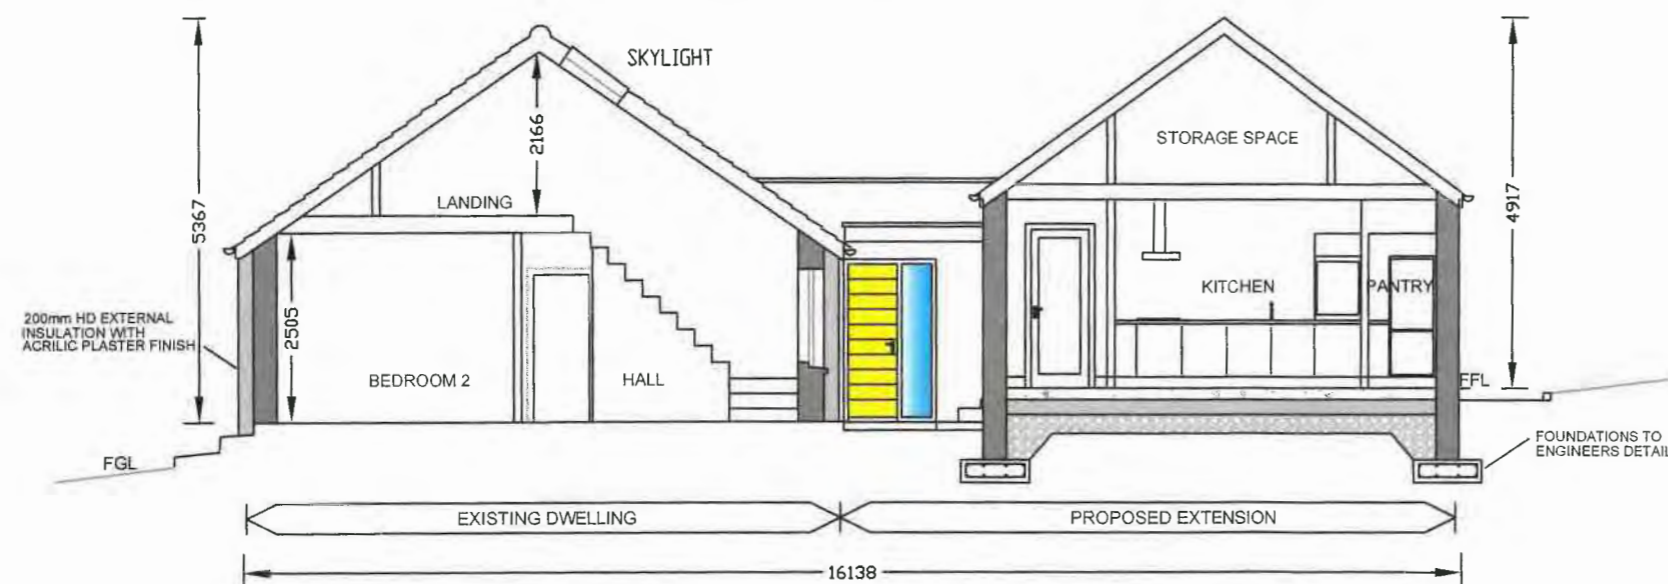 SKYLIGHT
5367
2166
STORAGE SPACE
4917
LANDING
2505
200mm HD EXTERNAL
INSULATION WITH
ACRILIC PLASTER FINISH
BEDROOM 2
HALL
KITCHEN
PANTRY
FFL
FGL
FOUNDATIONS TO
ENGINEERS DETAIL
EXISTING DWELLING
PROPOSED EXTENSION
16138